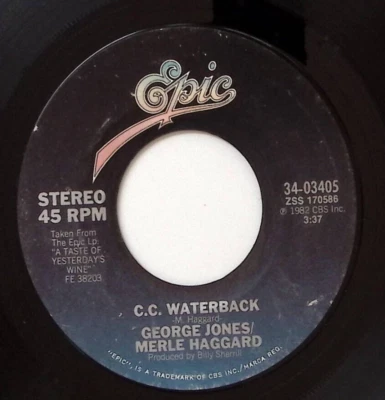 Epic
STEREO
45 RPM
Taken From
The Epic Lp
"A TASTE OF
YESTERDAY'S
WINE"
FE 38203
34-03405
ZSS 170586
℗ 1982 CBS Inc.
3:37
C.C. WATERBACK
-M. Haggard-
GEORGE JONES/
MERLE HAGGARD
Produced by Billy Sherrill
"EPIC", IS A TRADEMARK OF CBS INC./MARCA REG.